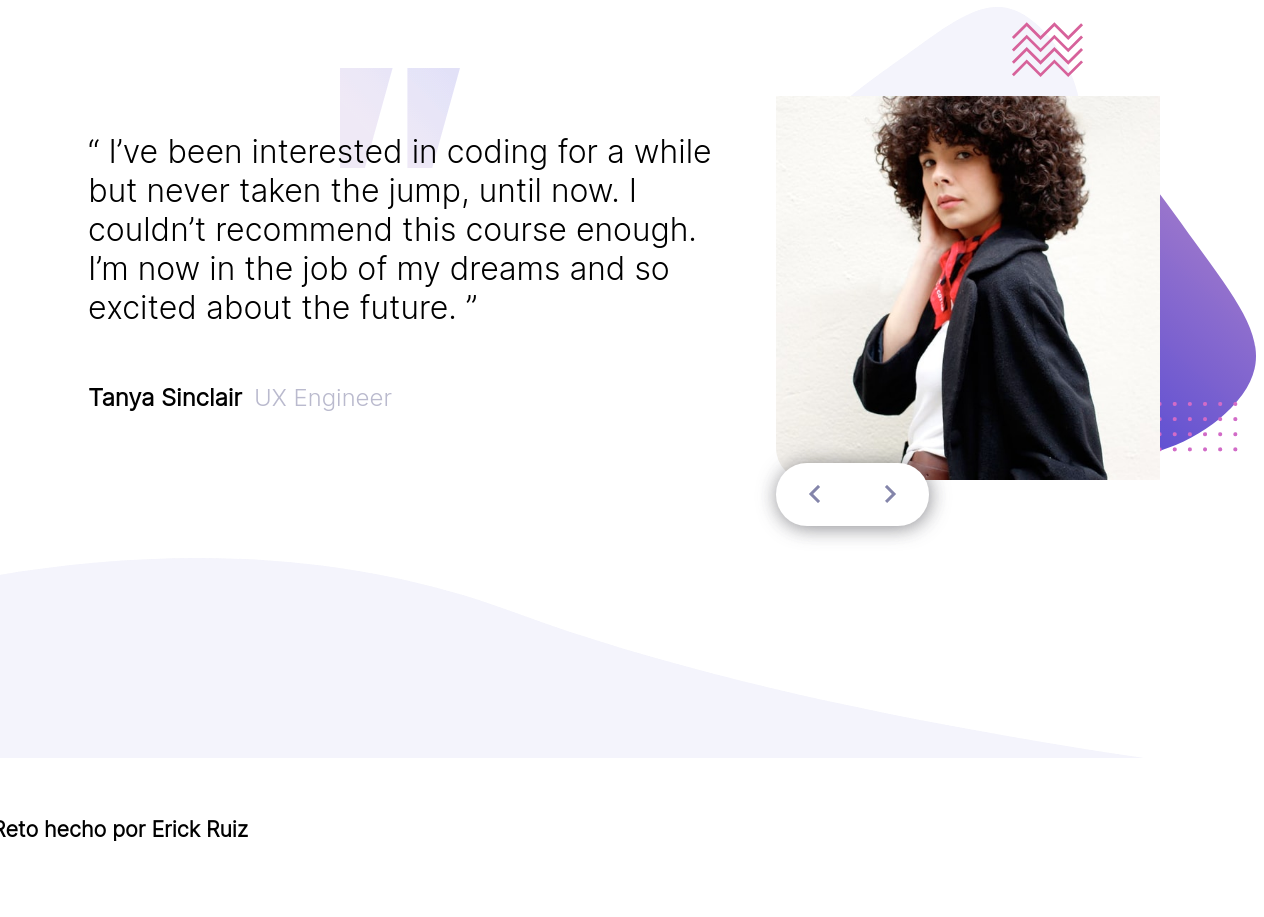 “ I’ve been interested in coding for a while
but never taken the jump, until now. I
couldn’t recommend this course enough.
I’m now in the job of my dreams and so
excited about the future. ”
Tanya Sinclair UX Engineer
Reto hecho por Erick Ruiz